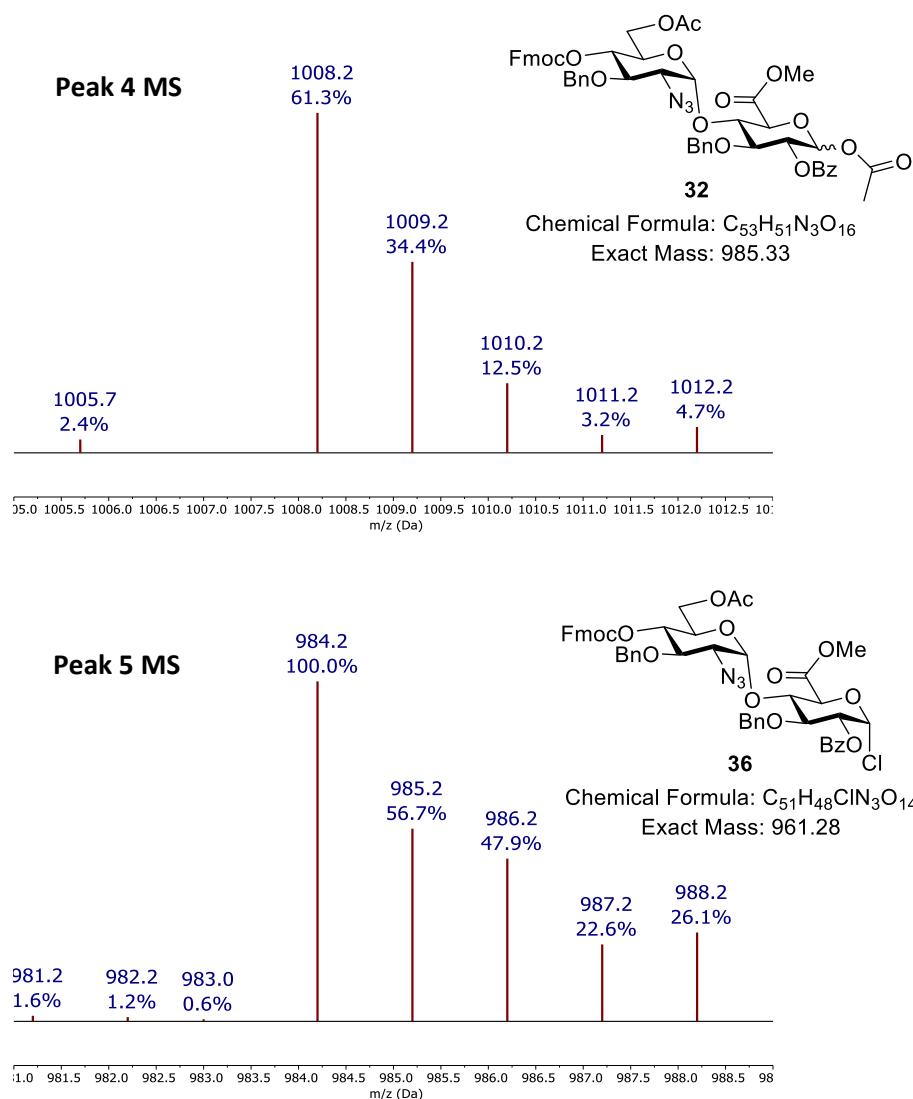 Peak 4 MS
1008.2
61.3%
1009.2
34.4%
1010.2
12.5%
1005.7
2.4%
1011.2
3.2%
1012.2
4.7%
OAc
FmocO
O
BnO
N3
O
OMe
O
O
BnO
OBz
O
O
32
Chemical Formula: C53H51N3O16
Exact Mass: 985.33
05.0 1005.5 1006.0 1006.5 1007.0 1007.5 1008.0 1008.5 1009.0 1009.5 1010.0 1010.5 1011.0 1011.5 1012.0 1012.5 101
m/z (Da)
Peak 5 MS
984.2
100.0%
985.2
56.7%
986.2
47.9%
987.2
22.6%
988.2
26.1%
981.2
1.6%
982.2
1.2%
983.0
0.6%
OAc
FmocO
O
BnO
N3
O
OMe
O
O
BnO
BzO
Cl
36
Chemical Formula: C51H48ClN3O14
Exact Mass: 961.28
31.0 981.5 982.0 982.5 983.0 983.5 984.0 984.5 985.0 985.5 986.0 986.5 987.0 987.5 988.0 988.5 98
m/z (Da)